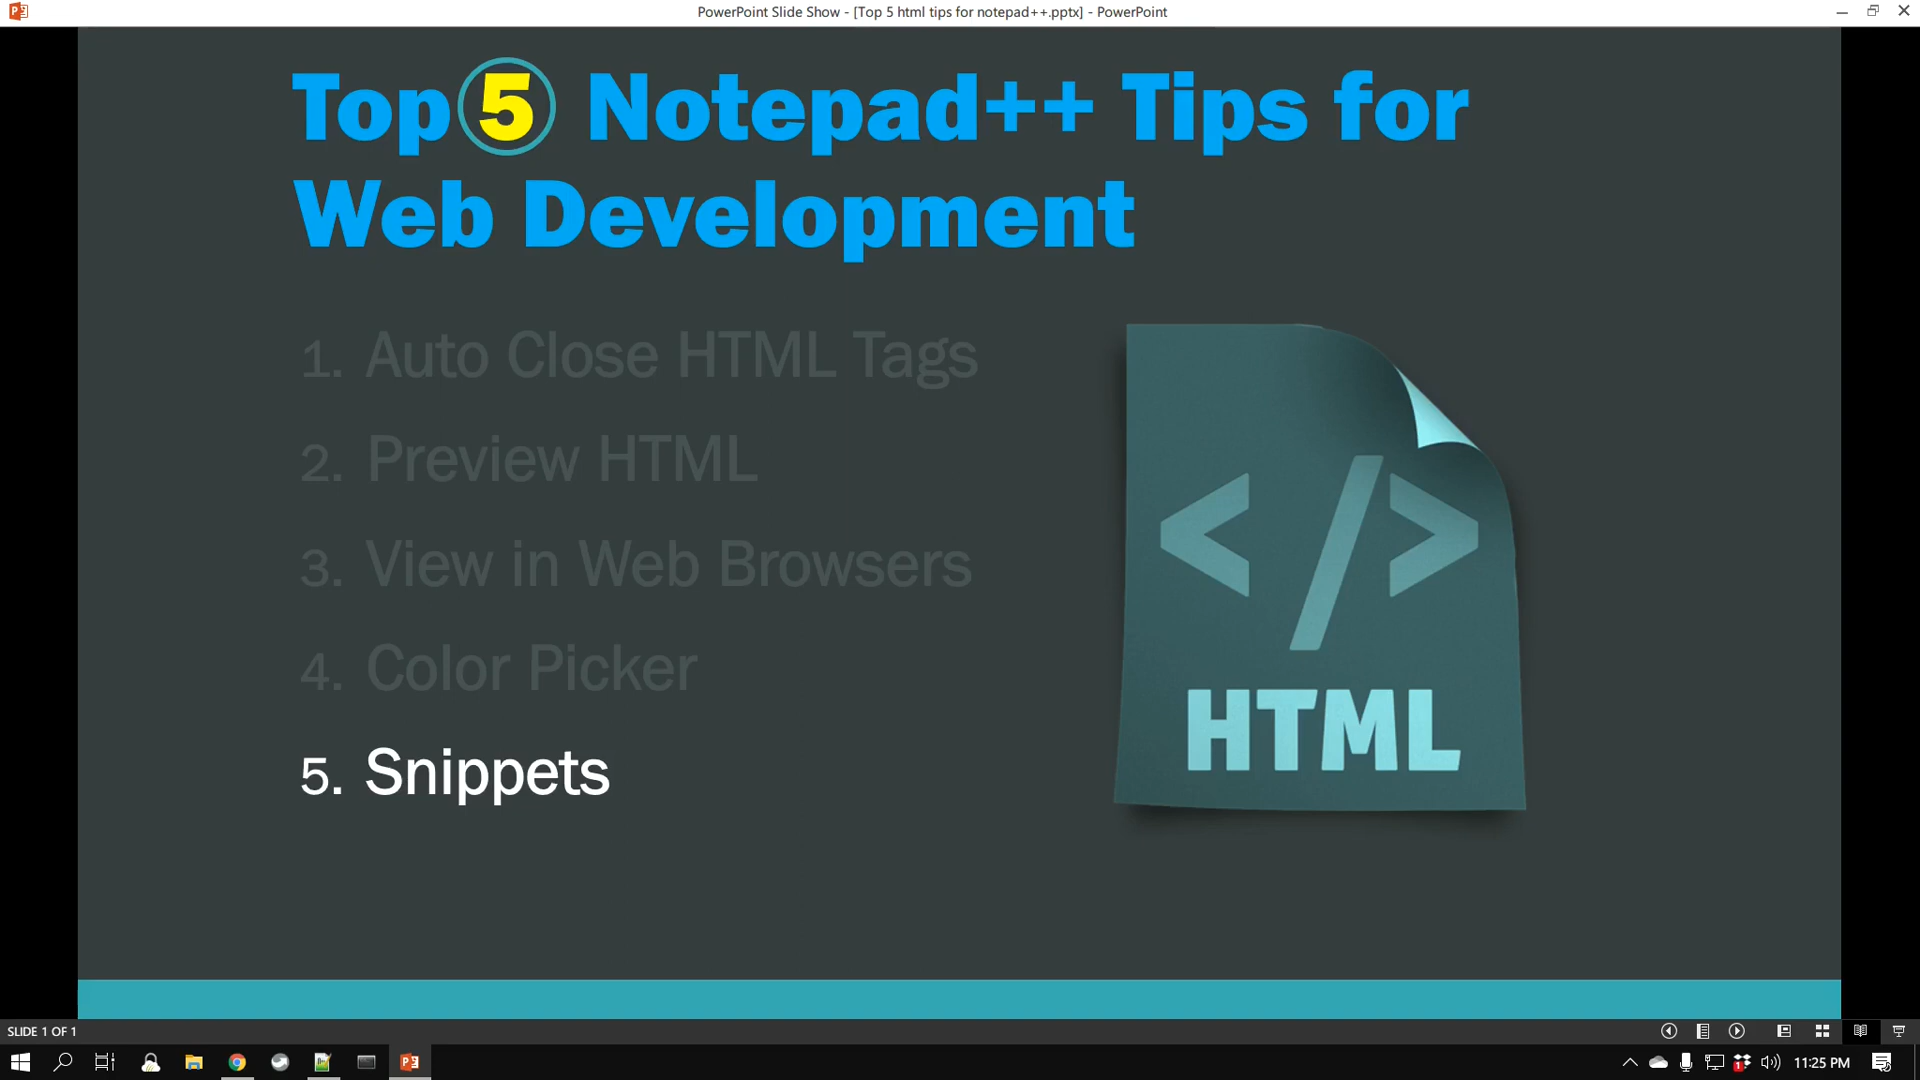 PowerPoint Slide Show - [Top 5 html tips for notepad++.pptx] - PowerPoint
Top 5 Notepad++ Tips for
Web Development
1. Auto Close HTML Tags
2. Preview HTML
3. View in Web Browsers
4. Color Picker
5. Snippets
</>
HTML
SLIDE 1 OF 1
11:25 PM